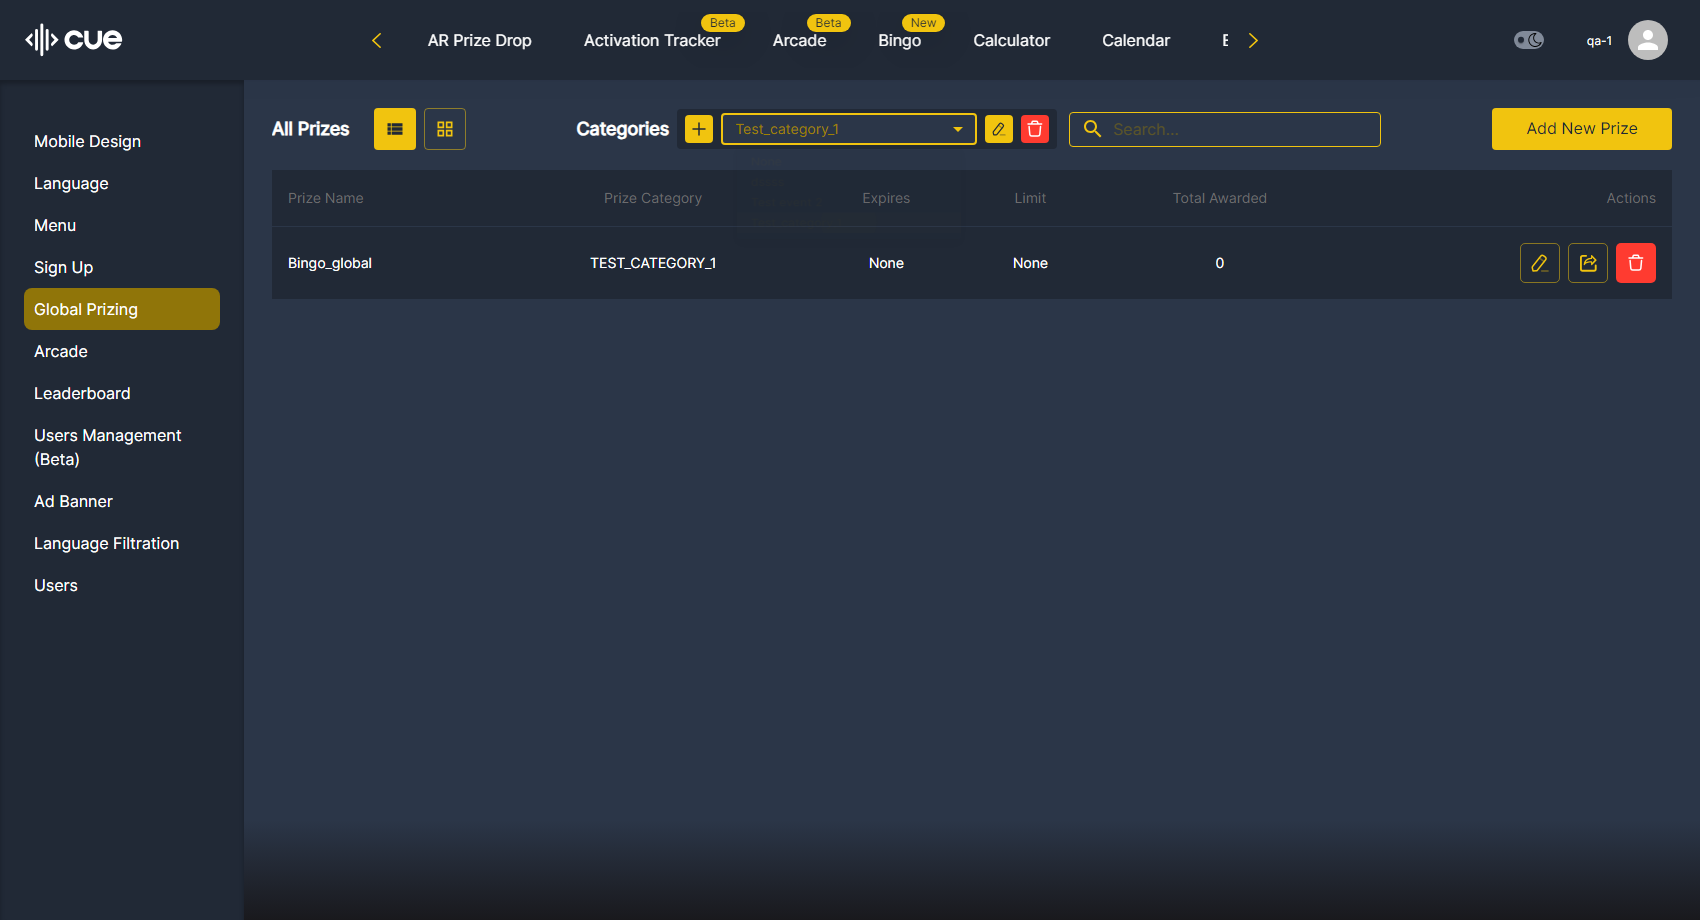 cue
AR Prize Drop
Activation Tracker
Beta
Arcade
Beta
Bingo
New
Calculator
Calendar
qa-1
Mobile Design
Language
Menu
Sign Up
Global Prizing
Arcade
Leaderboard
Users Management
(Beta)
Ad Banner
Language Filtration
Users
All Prizes
Categories
Test_category_1
Search...
Add New Prize
Prize Name Prize Category Expires Limit Total Awarded Actions
Bingo_global TEST_CATEGORY_1 None None 0